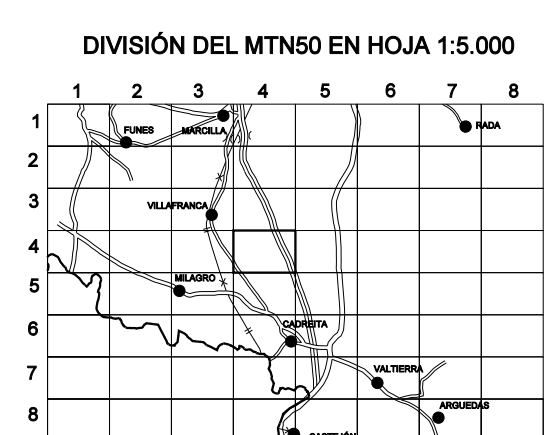 DIVISIÓN DEL MTN50 EN HOJA 1:5.000
1 2 3 4 5 6 7 8
1
FUNES
MARCILLA
RADA
2
3
VILLAFRANCA
4
5
MILAGRO
6
CADREITA
7
VALTIERRA
8
ARGUEDAS